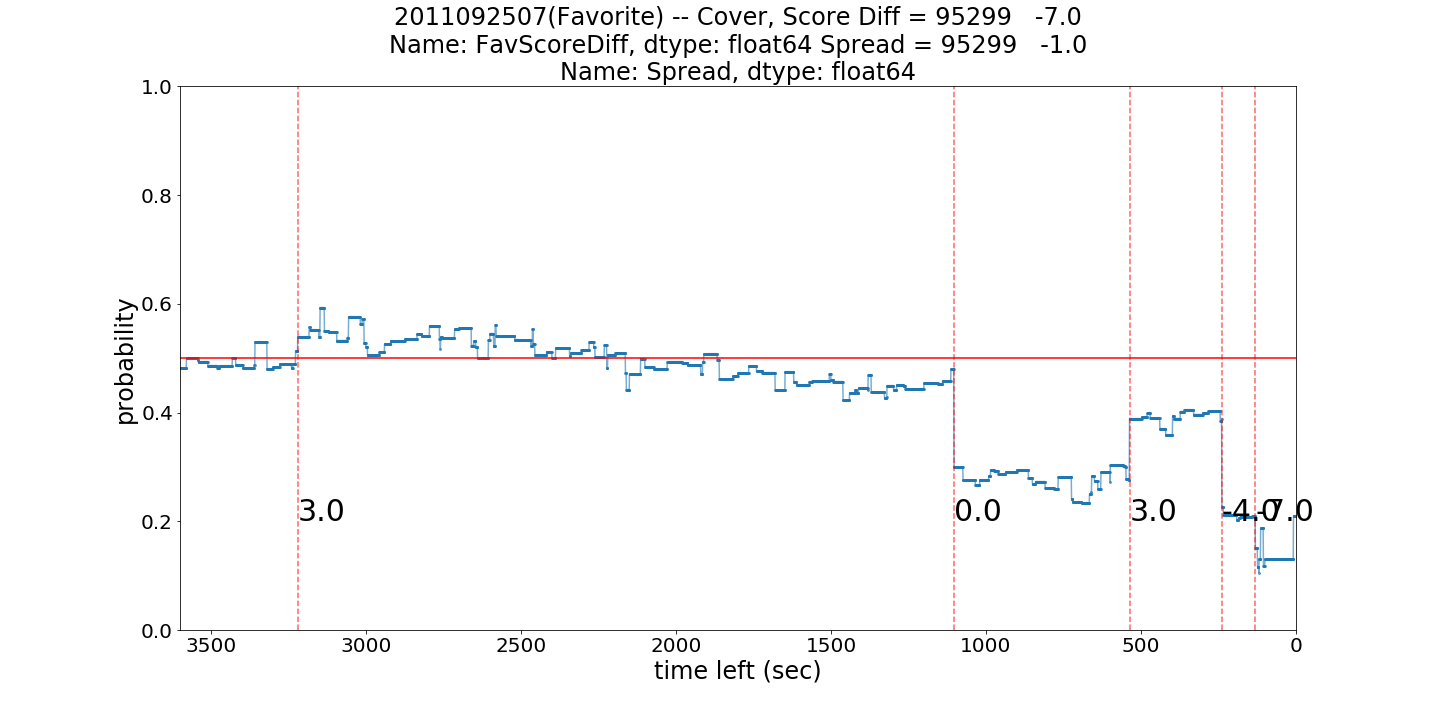 2011092507(Favorite) -- Cover, Score Diff = 95299   -7.0
Name: FavScoreDiff, dtype: float64 Spread = 95299   -1.0
Name: Spread, dtype: float64
1.0
0.8
0.6
0.4
0.2
0.0
probability
3.0
0.0
3.0
-4.0
-7.0
3500 3000 2500 2000 1500 1000 500 0
time left (sec)